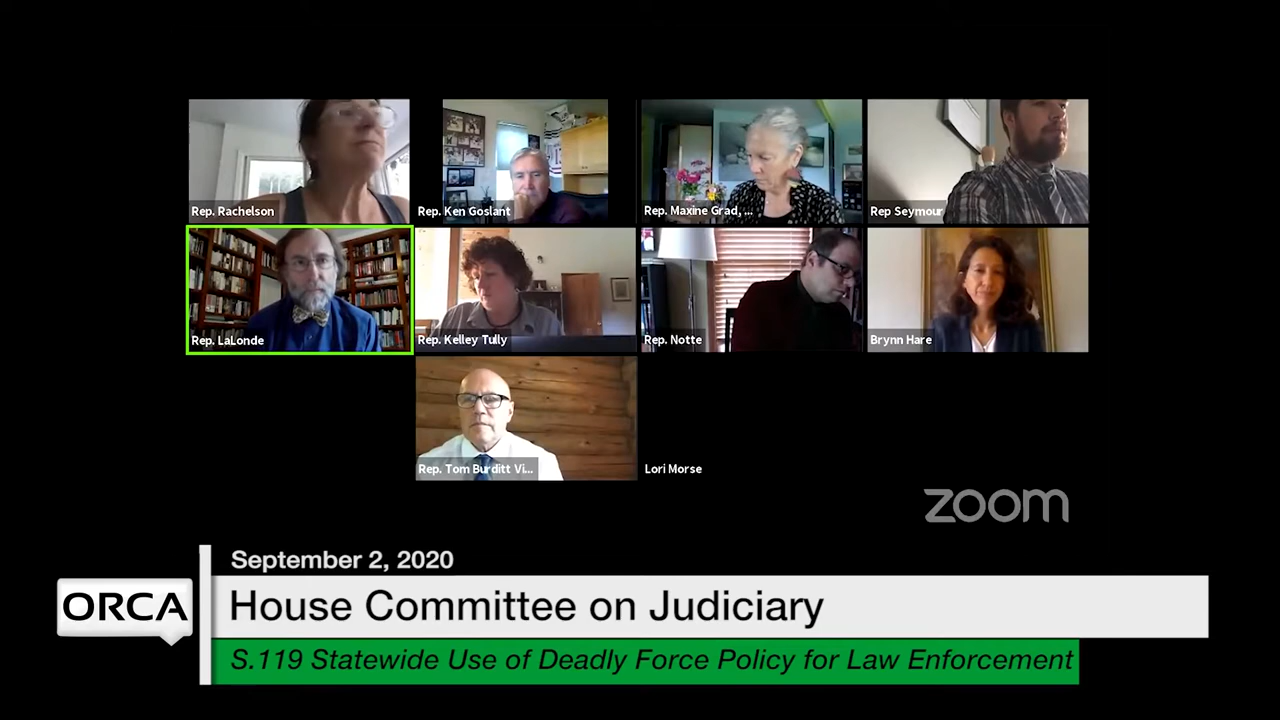 Rep. Rachelson
Rep. Ken Goslant
Rep. Maxine Grad, ...
Rep Seymour
Rep. LaLonde
Rep. Kelley Tully
Rep. Notte
Brynn Hare
Rep. Tom Burditt Vi...
Lori Morse
zoom
September 2, 2020
ORCA
House Committee on Judiciary
S.119 Statewide Use of Deadly Force Policy for Law Enforcement